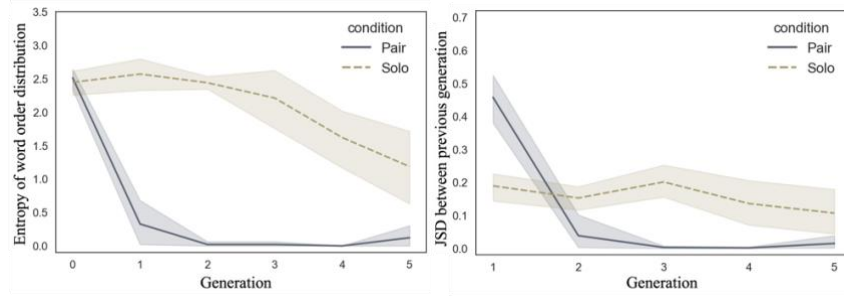 Entropy of word order distribution
3.5
3.0
2.5
2.0
1.5
1.0
0.5
0.0
condition
Pair
Solo
0 1 2 3 4 5
Generation
JSD between previous generation
0.7
0.6
0.5
0.4
0.3
0.2
0.1
0.0
condition
Pair
Solo
1 2 3 4 5
Generation